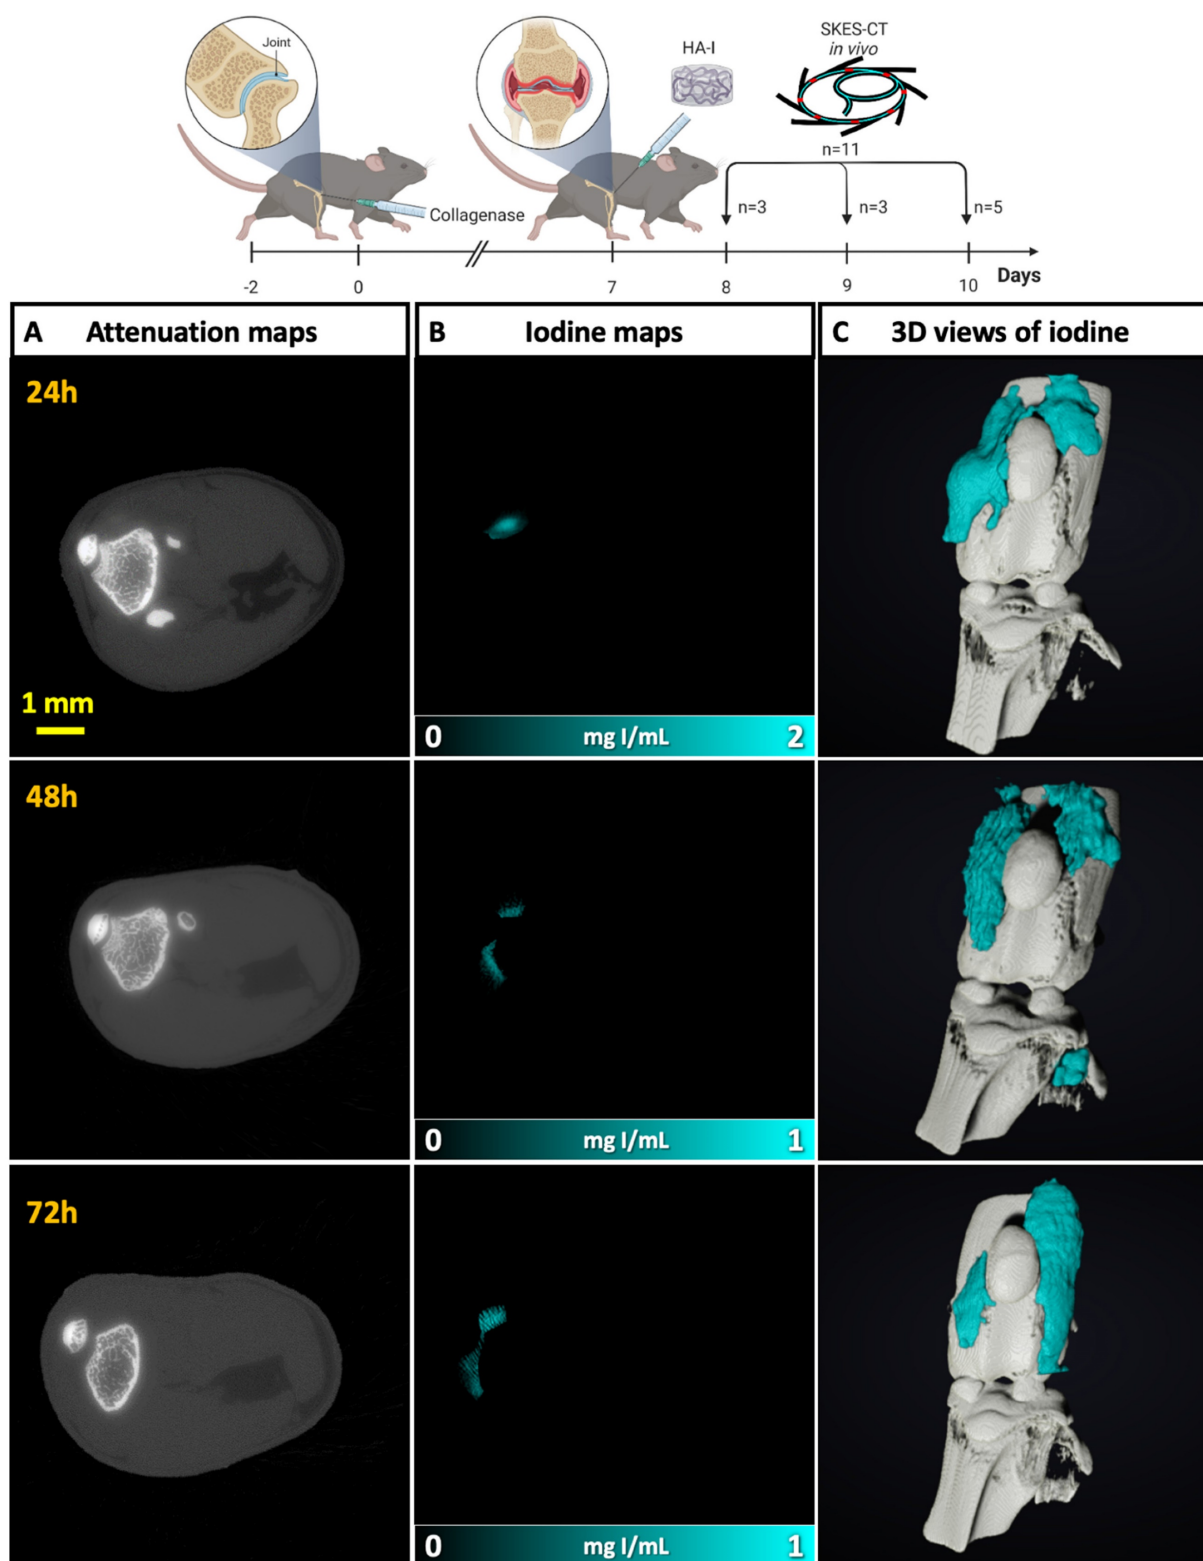 Joint
Collagenase
HA-I
SKES-CT
in vivo
n=11
n=3
n=3
n=5
-2
0
7
8
9
10
Days
A Attenuation maps
B Iodine maps
C 3D views of iodine
24h
1 mm
0 mg I/mL 2
48h
0 mg I/mL 1
72h
0 mg I/mL 1